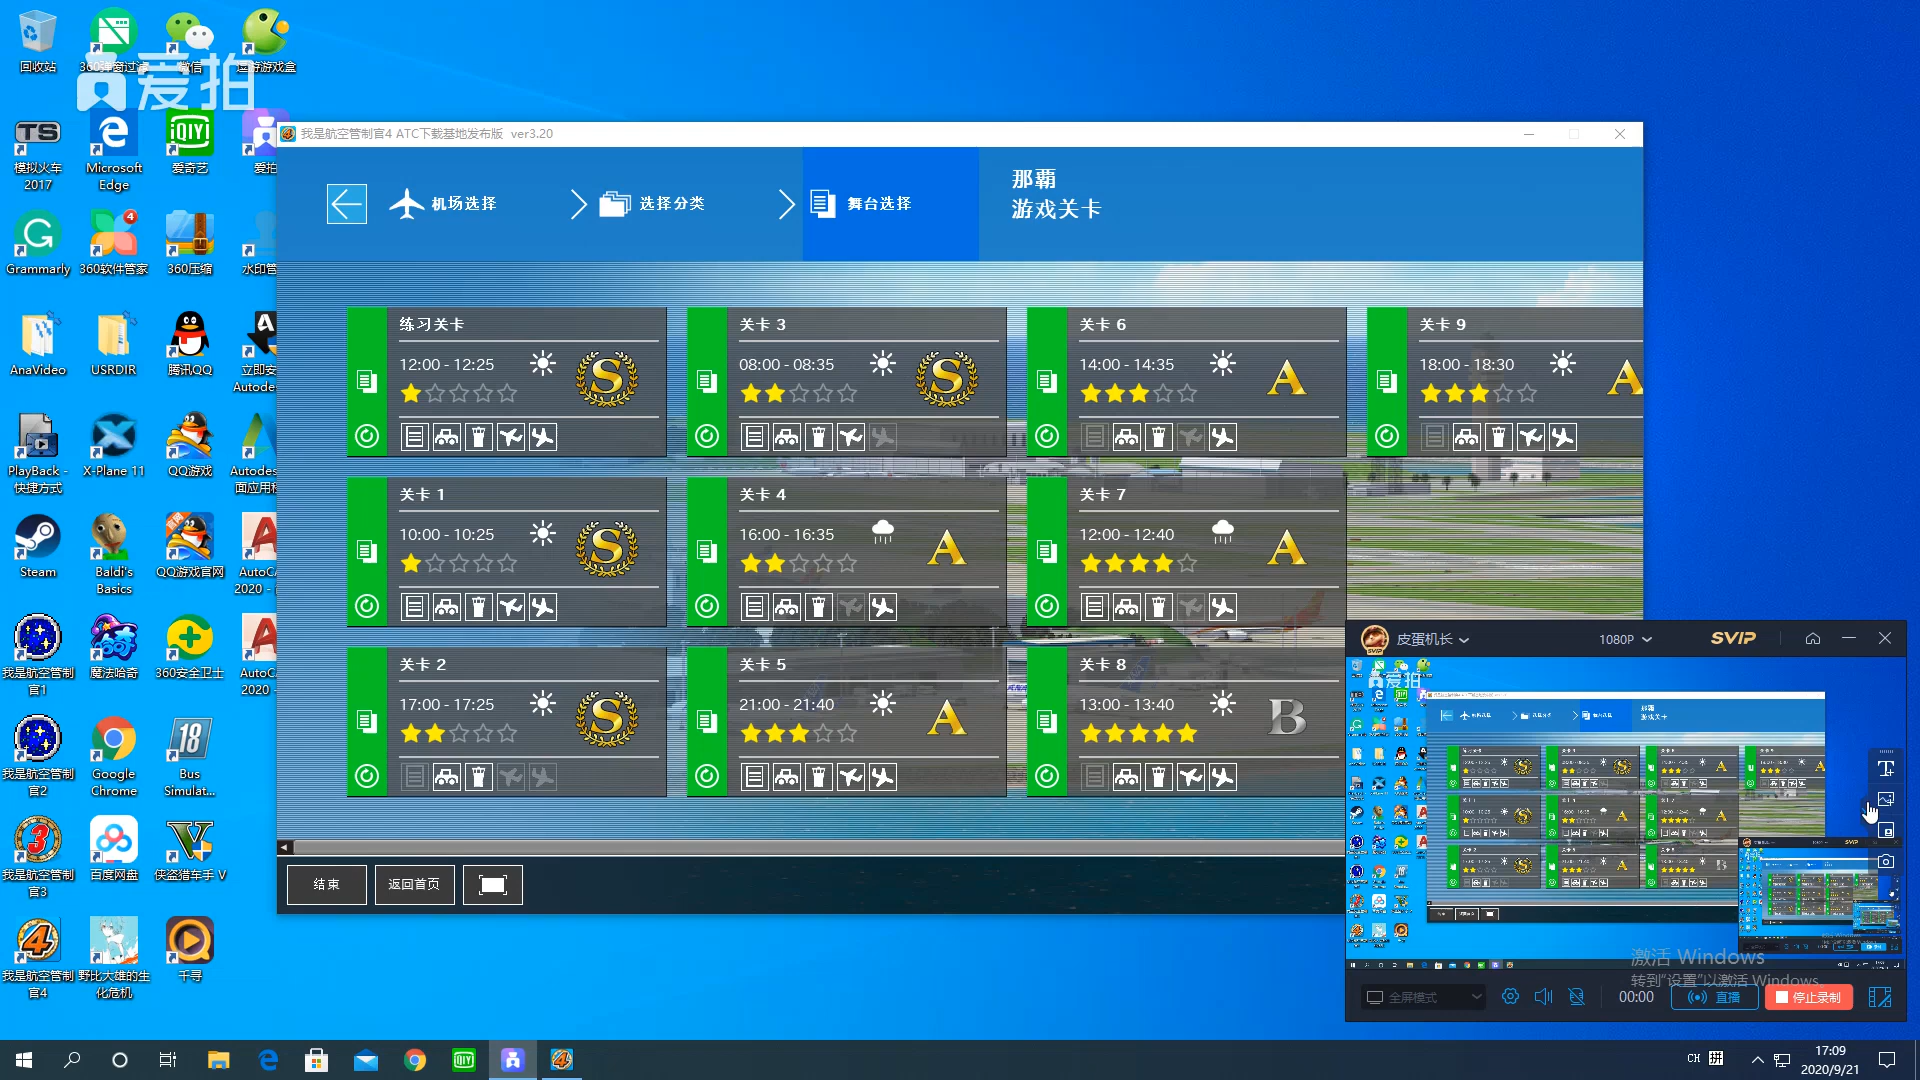 回收站
微信
逗游游戏盒
爱拍
模拟火车
2017
Microsoft
Edge
爱奇艺
爱拍
Grammarly
360软件管家
4
360压缩
水印管
AnaVideo
USRDIR
腾讯QQ
立即安
Autodes
PlayBack -
快捷方式
X-Plane 11
QQ游戏
Autodes
面应用程
Steam
Baldi's
Basics
QQ游戏官网
AutoCA
2020 -
我是航空管制
官1
魔法哈奇
360安全卫士
AutoCA
2020 -
我是航空管制
官2
Google
Chrome
Bus
Simulat...
我是航空管制
官3
百度网盘
侠盗猎车手 V
我是航空管制
官4
野比大雄的生
化危机
千寻
我是航空管制官4 ATC下载基地发布版 ver3.20
机场选择
选择分类
舞台选择
那霸
游戏关卡
练习关卡
12:00 - 12:25
S
关卡 3
08:00 - 08:35
S
关卡 6
14:00 - 14:35
A
关卡 9
18:00 - 18:30
A
关卡 1
10:00 - 10:25
S
关卡 4
16:00 - 16:35
A
关卡 7
12:00 - 12:40
A
关卡 2
17:00 - 17:25
S
关卡 5
21:00 - 21:40
A
关卡 8
13:00 - 13:40
B
结束
返回首页
皮蛋机长
1080P
SVIP
激活 Windows
转到"设置"以激活 Windows。
全屏模式
00:00
直播
停止录制
CH 拼
17:09
2020/9/21